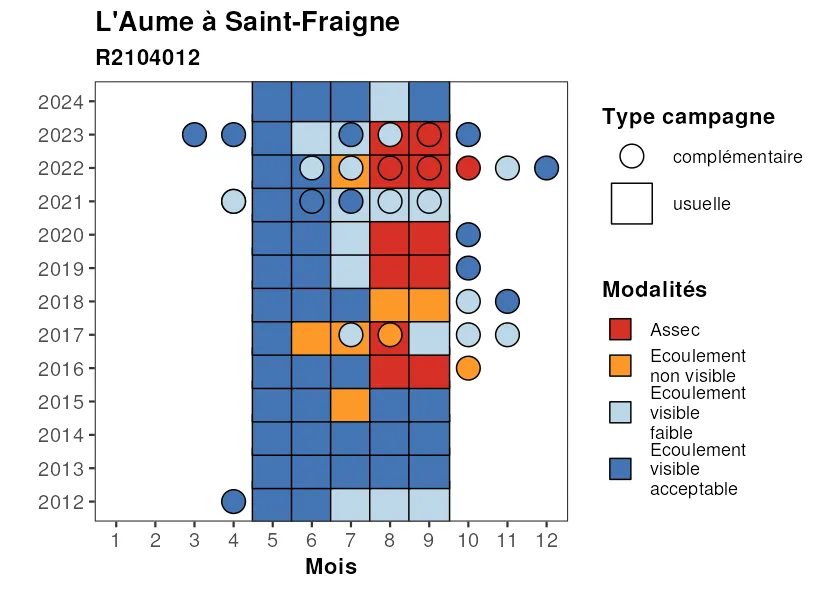 L'Aume à Saint-Fraigne
R2104012
2024
2023
2022
2021
2020
2019
2018
2017
2016
2015
2014
2013
2012
1 2 3 4 5 6 7 8 9 10 11 12
Mois
Type campagne
complémentaire
usuelle
Modalités
Assec
Ecoulement
non visible
Ecoulement
visible
faible
Ecoulement
visible
acceptable